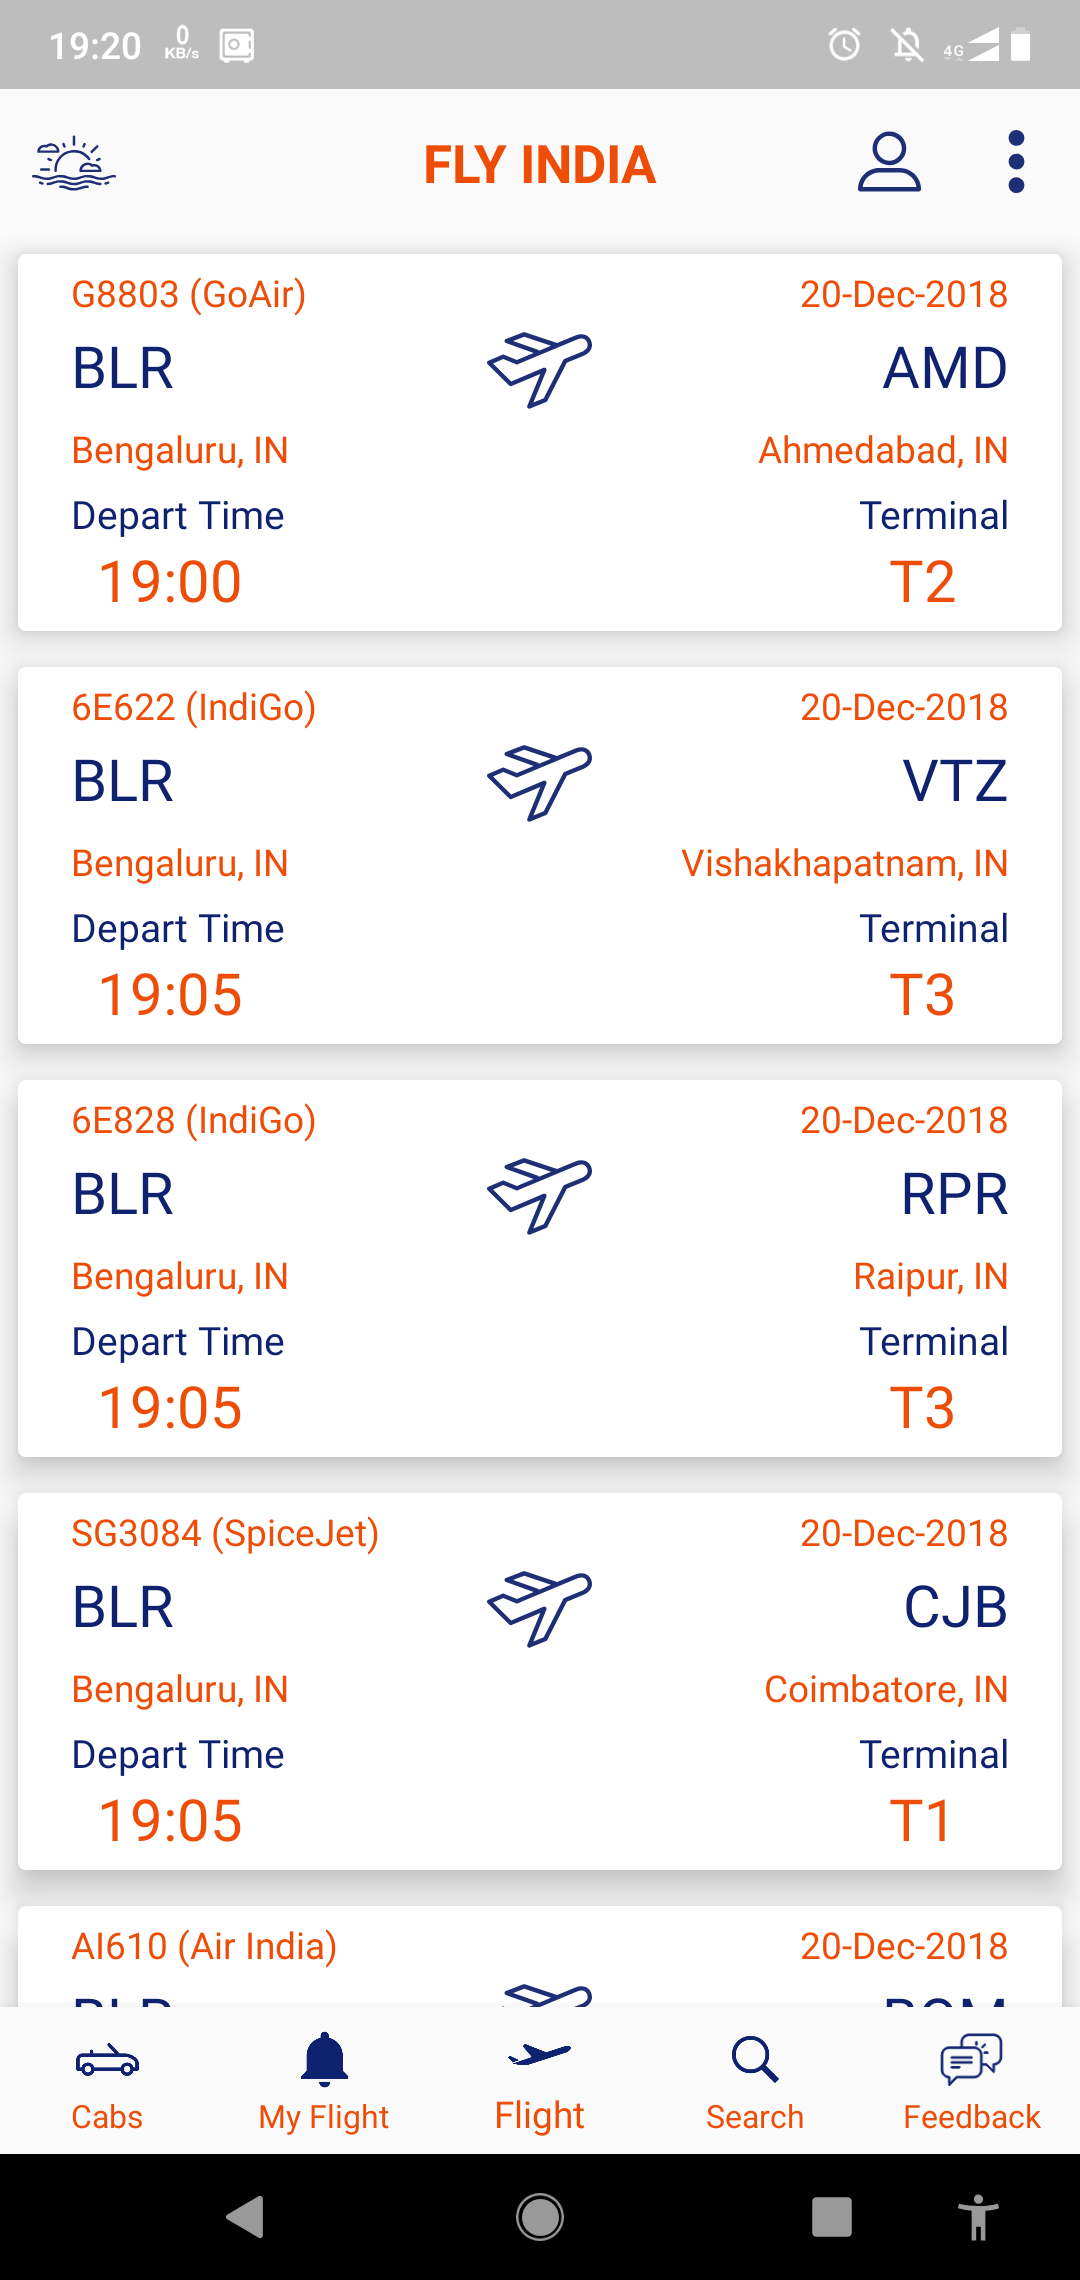 19:20 0 KB/s 4G
FLY INDIA
G8803 (GoAir) 20-Dec-2018
BLR AMD
Bengaluru, IN Ahmedabad, IN
Depart Time Terminal
19:00 T2
6E622 (IndiGo) 20-Dec-2018
BLR VTZ
Bengaluru, IN Vishakhapatnam, IN
Depart Time Terminal
19:05 T3
6E828 (IndiGo) 20-Dec-2018
BLR RPR
Bengaluru, IN Raipur, IN
Depart Time Terminal
19:05 T3
SG3084 (SpiceJet) 20-Dec-2018
BLR CJB
Bengaluru, IN Coimbatore, IN
Depart Time Terminal
19:05 T1
AI610 (Air India) 20-Dec-2018
Cabs My Flight Flight Search Feedback